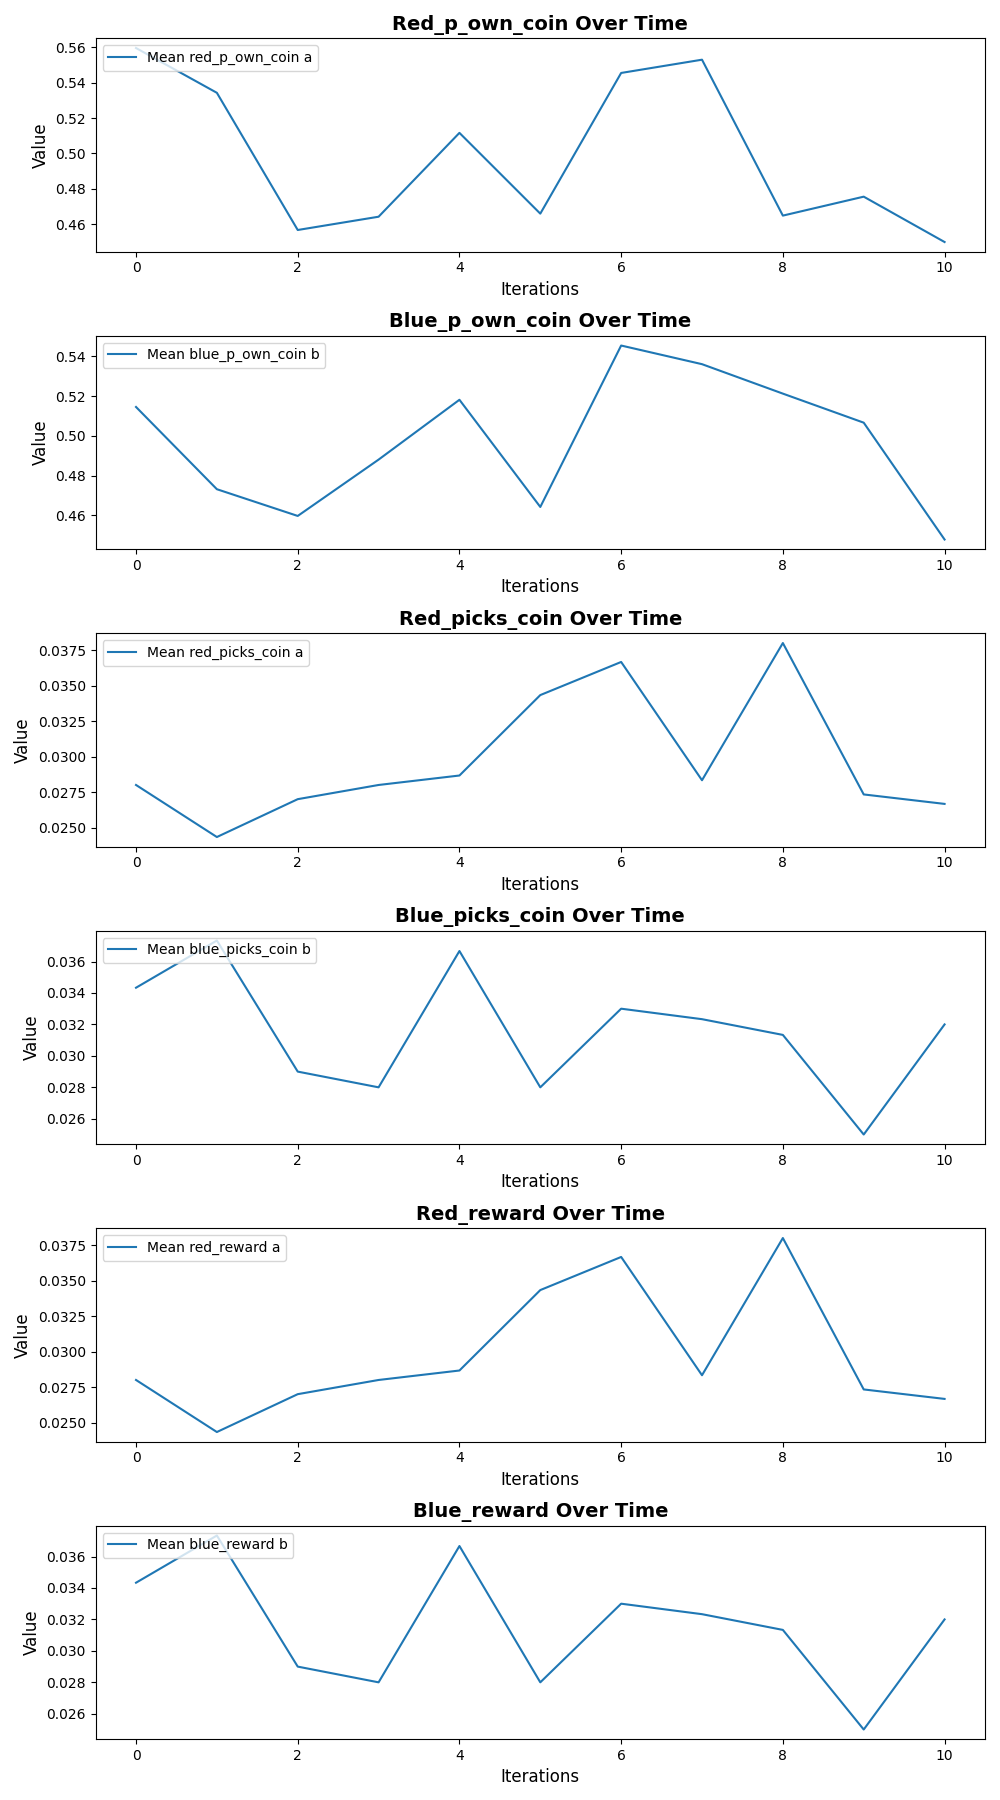 Red_p_own_coin Over Time
Mean red_p_own_coin a
Value
0.56
0.54
0.52
0.50
0.48
0.46
0 2 4 6 8 10
Iterations
Blue_p_own_coin Over Time
Mean blue_p_own_coin b
Value
0.54
0.52
0.50
0.48
0.46
0 2 4 6 8 10
Iterations
Red_picks_coin Over Time
Mean red_picks_coin a
Value
0.0375
0.0350
0.0325
0.0300
0.0275
0.0250
0 2 4 6 8 10
Iterations
Blue_picks_coin Over Time
Mean blue_picks_coin b
Value
0.036
0.034
0.032
0.030
0.028
0.026
0 2 4 6 8 10
Iterations
Red_reward Over Time
Mean red_reward a
Value
0.0375
0.0350
0.0325
0.0300
0.0275
0.0250
0 2 4 6 8 10
Iterations
Blue_reward Over Time
Mean blue_reward b
Value
0.036
0.034
0.032
0.030
0.028
0.026
0 2 4 6 8 10
Iterations